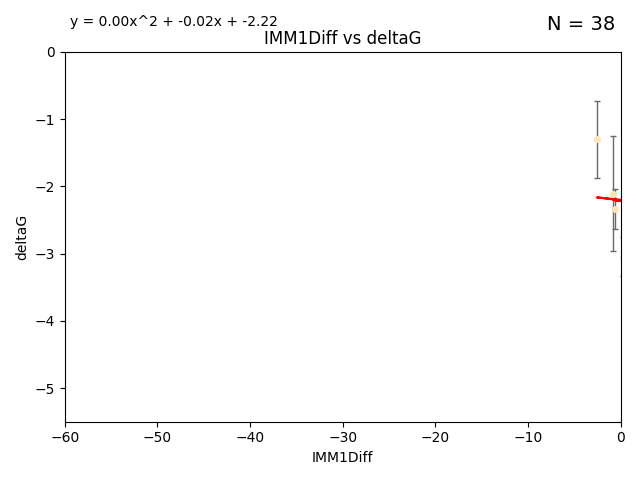 y = 0.00x^2 + -0.02x + -2.22
N = 38
IMM1Diff vs deltaG
0
−1
−2
−3
−4
−5
deltaG
−60 −50 −40 −30 −20 −10 0
IMM1Diff